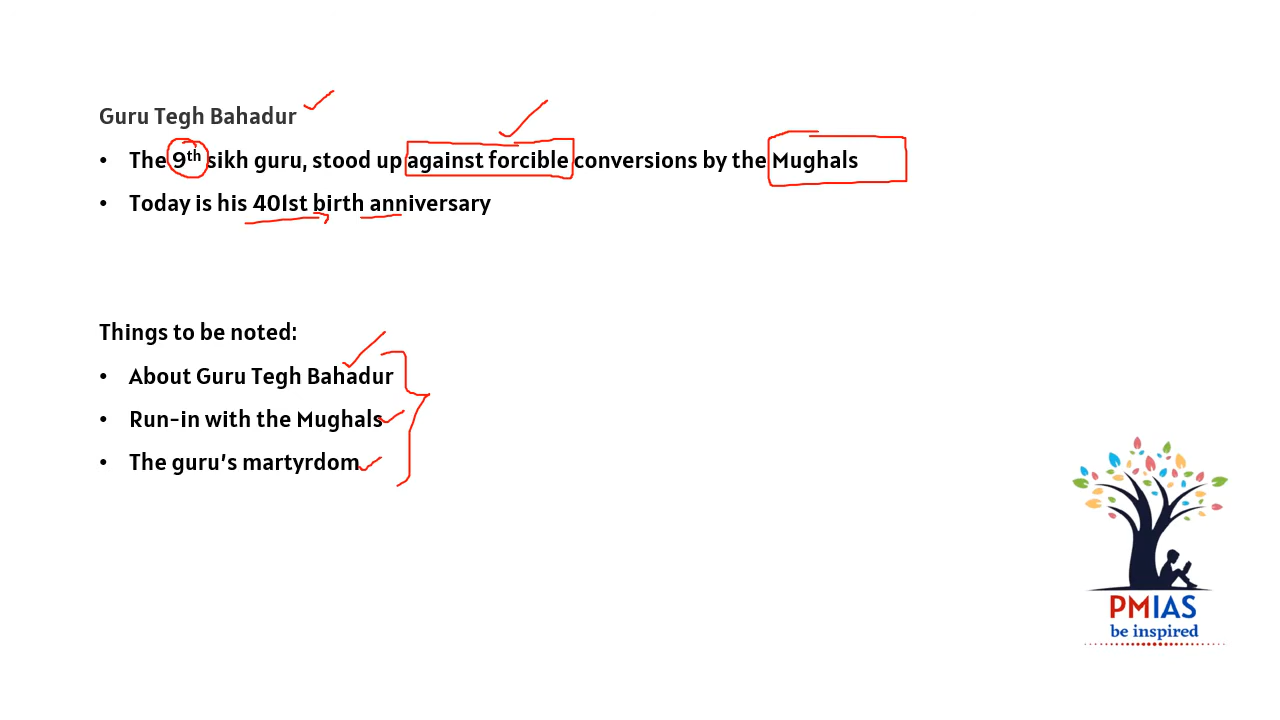 Guru Tegh Bahadur
• The 9th sikh guru, stood up against forcible conversions by the Mughals
• Today is his 401st birth anniversary
Things to be noted:
• About Guru Tegh Bahadur
• Run-in with the Mughals
• The guru's martyrdom
PMIAS
be inspired